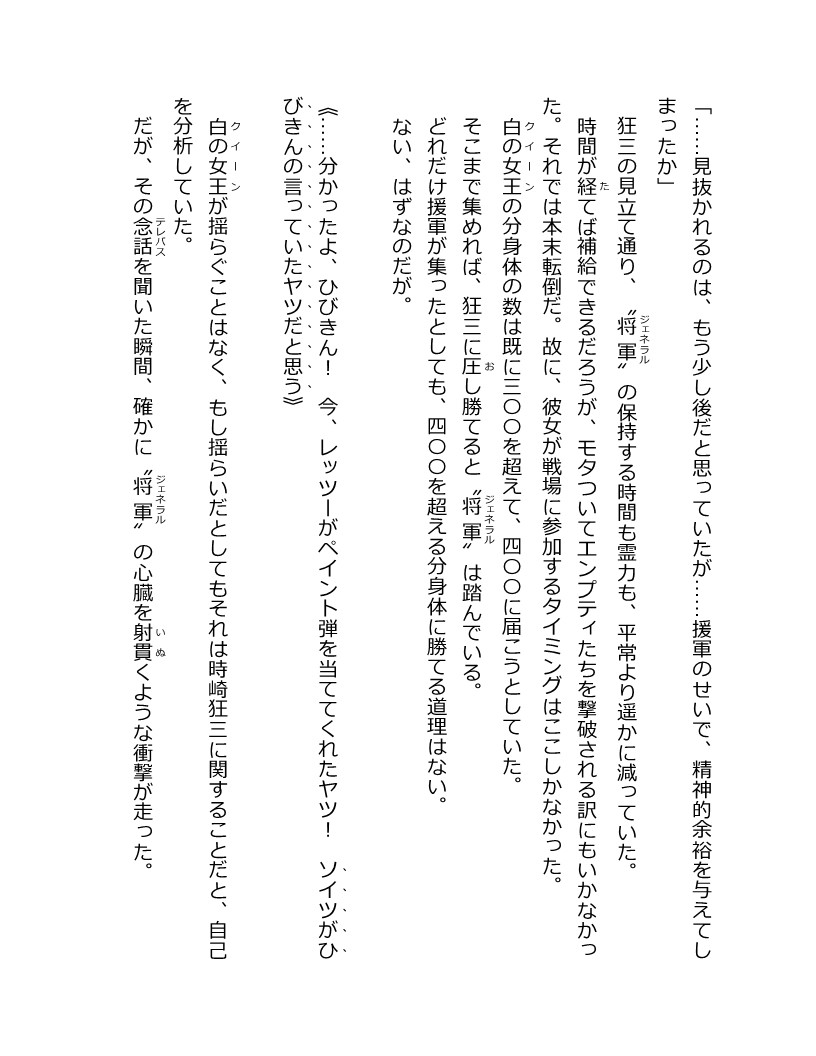 「……見抜かれるのは、もう少し後だと思っていたが……援軍のせいで、精神的余裕を与えてし
まったか」
　狂三の見立て通り、〝将軍〟の保持する時間も霊力も、平常より遥かに減っていた。
　時間が経てば補給できるだろうが、モタついてエンプティたちを撃破される訳にもいかなかっ
た。それでは本末転倒だ。故に、彼女が戦場に参加するタイミングはここしかなかった。
　白の女王の分身体の数は既に三〇〇を超えて、四〇〇に届こうとしていた。
　そこまで集めれば、狂三に圧し勝てると〝将軍〟は踏んでいる。
　どれだけ援軍が集ったとしても、四〇〇を超える分身体に勝てる道理はない。
　ない、はずなのだが。
《……分かったよ、ひびきん！　今、レッツーがペイント弾を当ててくれたヤツ！　ソイツがひ
びきんの言っていたヤツだと思う》
　白の女王が揺らぐことはなく、もし揺らいだとしてもそれは時崎狂三に関することだと、自己
を分析していた。
　だが、その念話を聞いた瞬間、確かに〝将軍〟の心臓を射貫くような衝撃が走った。